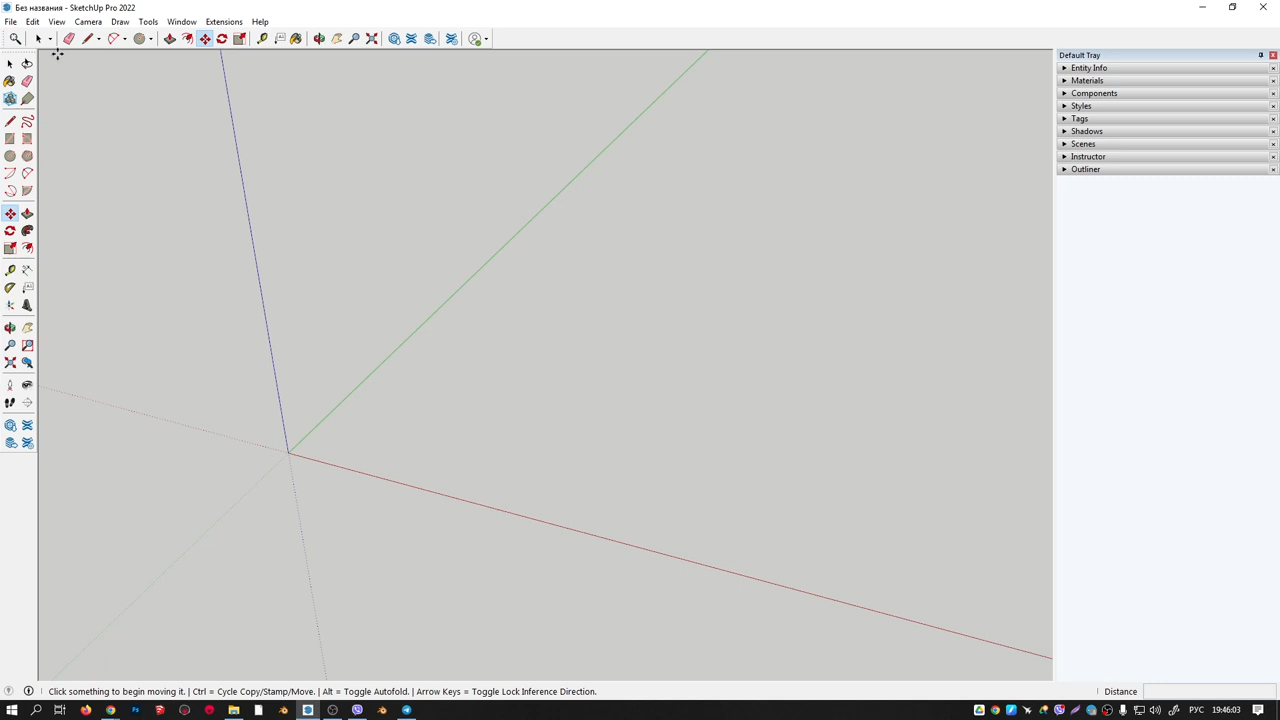 Без названия - SketchUp Pro 2022
File Edit View Camera Draw Tools Window Extensions Help
Default Tray
Entity Info
Materials
Components
Styles
Tags
Shadows
Scenes
Instructor
Outliner
Click something to begin moving it. | Ctrl = Cycle Copy/Stamp/Move. | Alt = Toggle Autofold. | Arrow Keys = Toggle Lock Inference Direction.
Distance
РУС 19:46:03